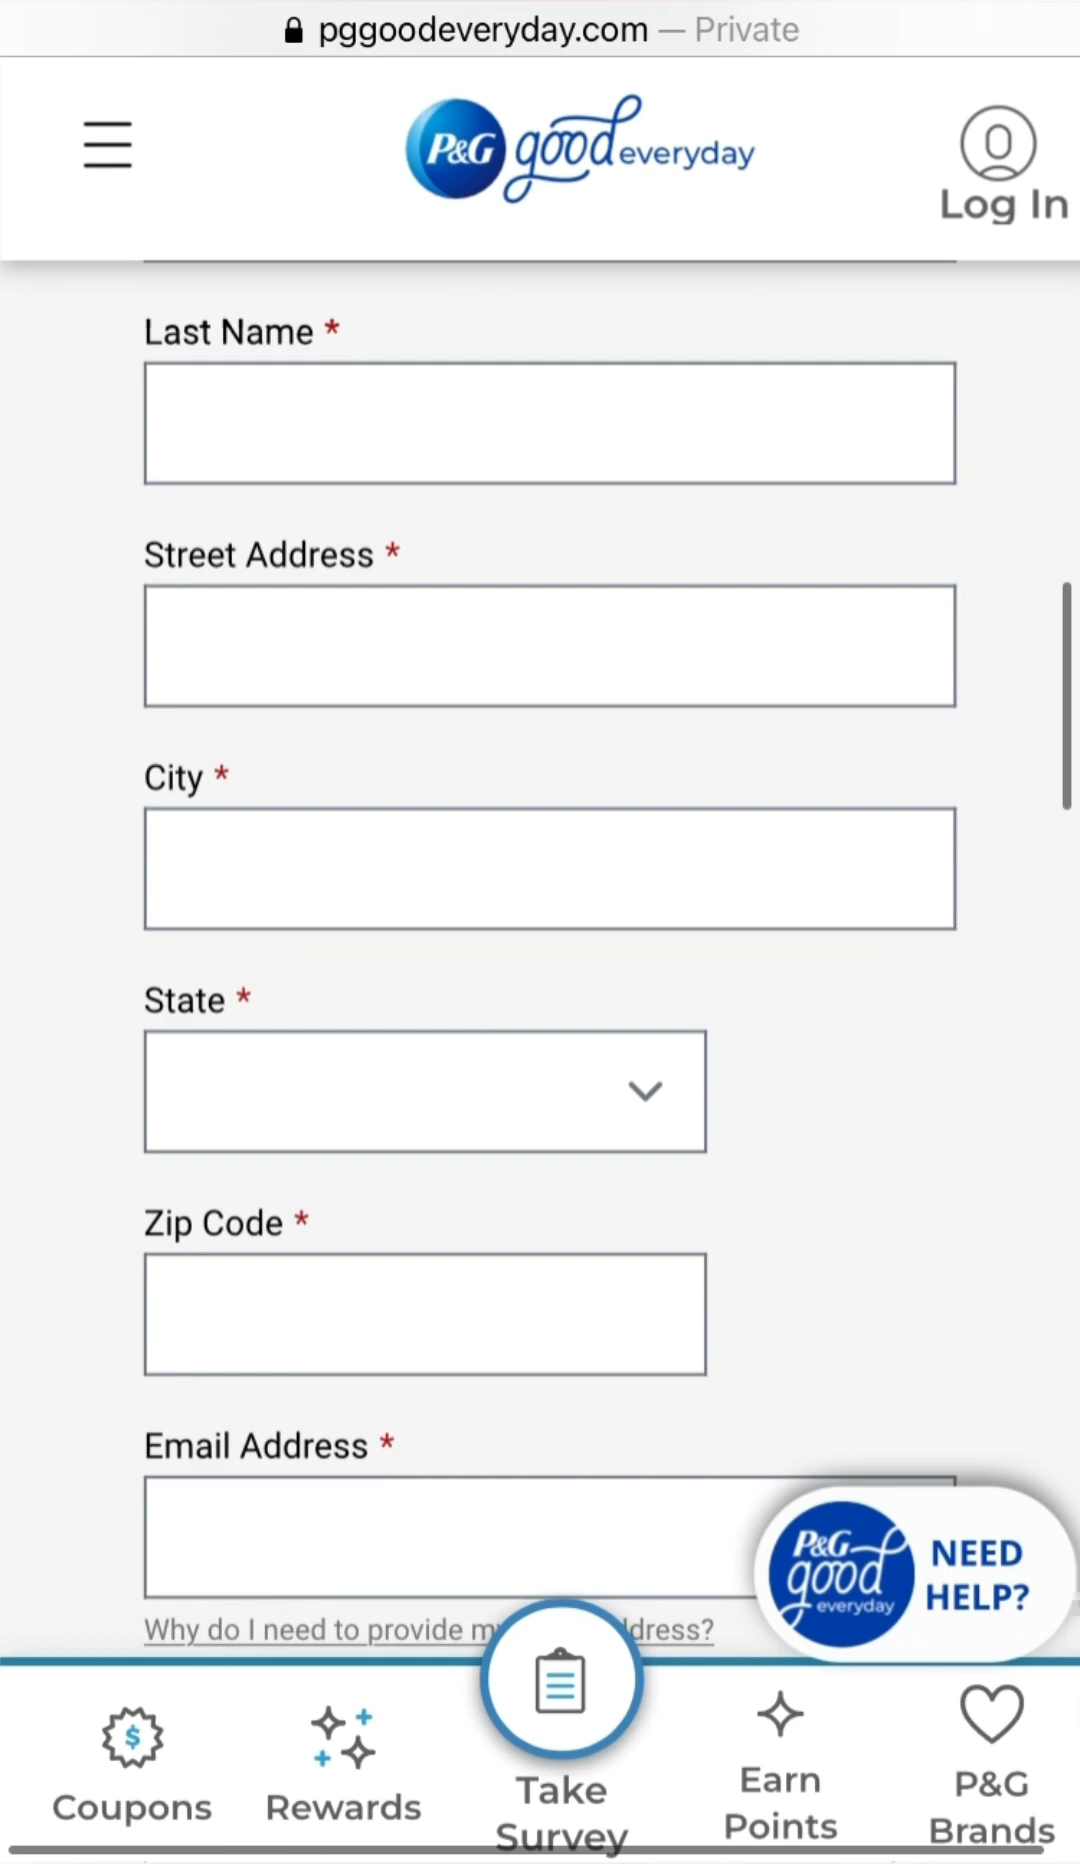 pggoodeveryday.com — Private
P&G good everyday
Log In
Last Name *
Street Address *
City *
State *
Zip Code *
Email Address *
P&G good everyday
NEED HELP?
Why do I need to provide m dress?
$
Coupons
Rewards
Take Survey
Earn Points
P&G Brands